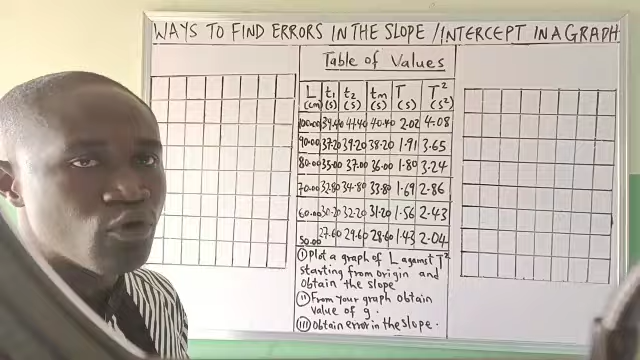 WAYS TO FIND ERRORS IN THE SLOPE/INTERCEPT IN A GRAPH
Table of Values
L (cm) t1 (s) t2 (s) tm (s) T (s) T² (s²)
100.00 39.40 41.40 40.40 2.02 4.08
90.00 37.20 39.20 38.20 1.91 3.65
80.00 35.00 37.00 36.00 1.80 3.24
70.00 32.80 34.80 33.80 1.69 2.86
60.00 30.20 32.20 31.20 1.56 2.43
50.00 27.60 29.60 28.60 1.43 2.04
(i) Plot a graph of L against T²
starting from origin and
obtain the slope
(ii) From your graph obtain
value of g.
(iii) Obtain error in the slope.